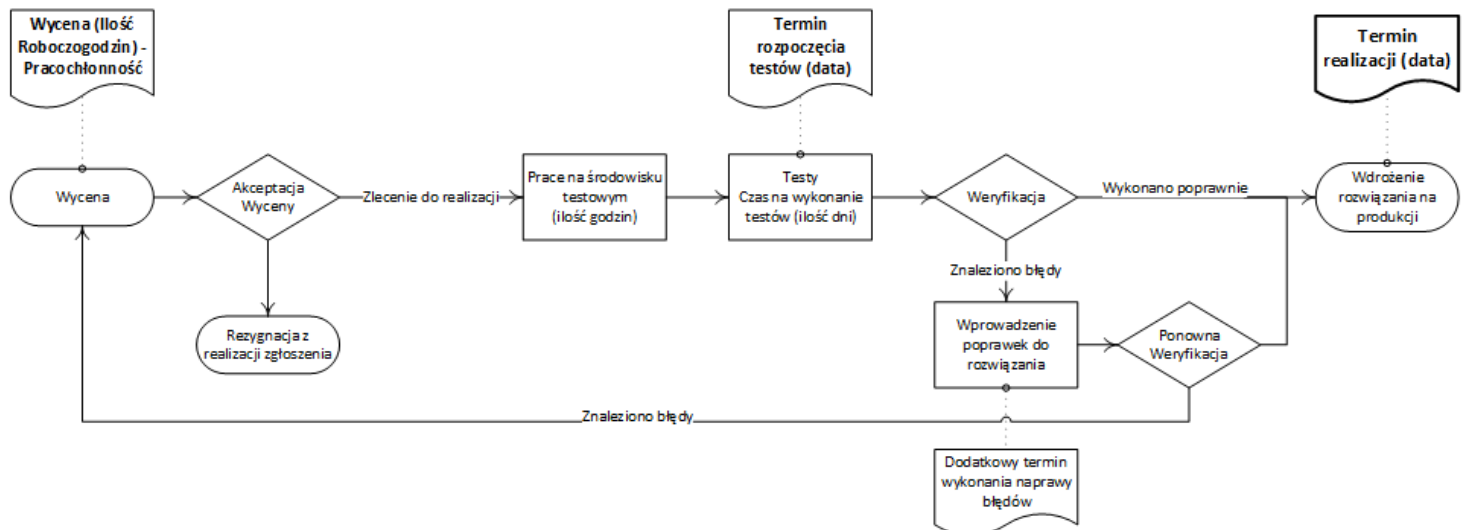 Wycena (Ilość
Roboczogodzin) -
Pracochłonność
Termin
rozpoczęcia
testów (data)
Termin
realizacji (data)
Wycena
Akceptacja
Wyceny
Zlecenie do realizacji
Prace na środowisku
testowym
(ilość godzin)
Testy
Czas na wykonanie
testów (ilość dni)
Weryfikacja
Wykonano poprawnie
Wdrożenie
rozwiązania na
produkcji
Znaleziono błędy
Rezygnacja z
realizacji zgłoszenia
Wprowadzenie
poprawek do
rozwiązania
Ponowna
Weryfikacja
Znaleziono błędy
Dodatkowy termin
wykonania naprawy
błędów